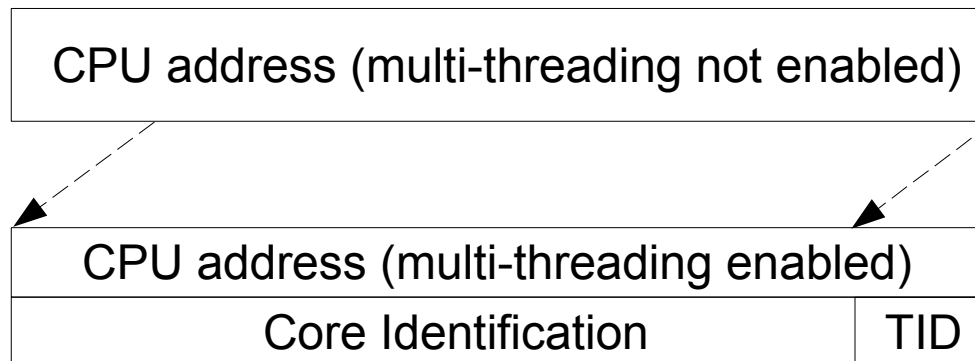 CPU address (multi-threading not enabled)
CPU address (multi-threading enabled)
Core Identification TID